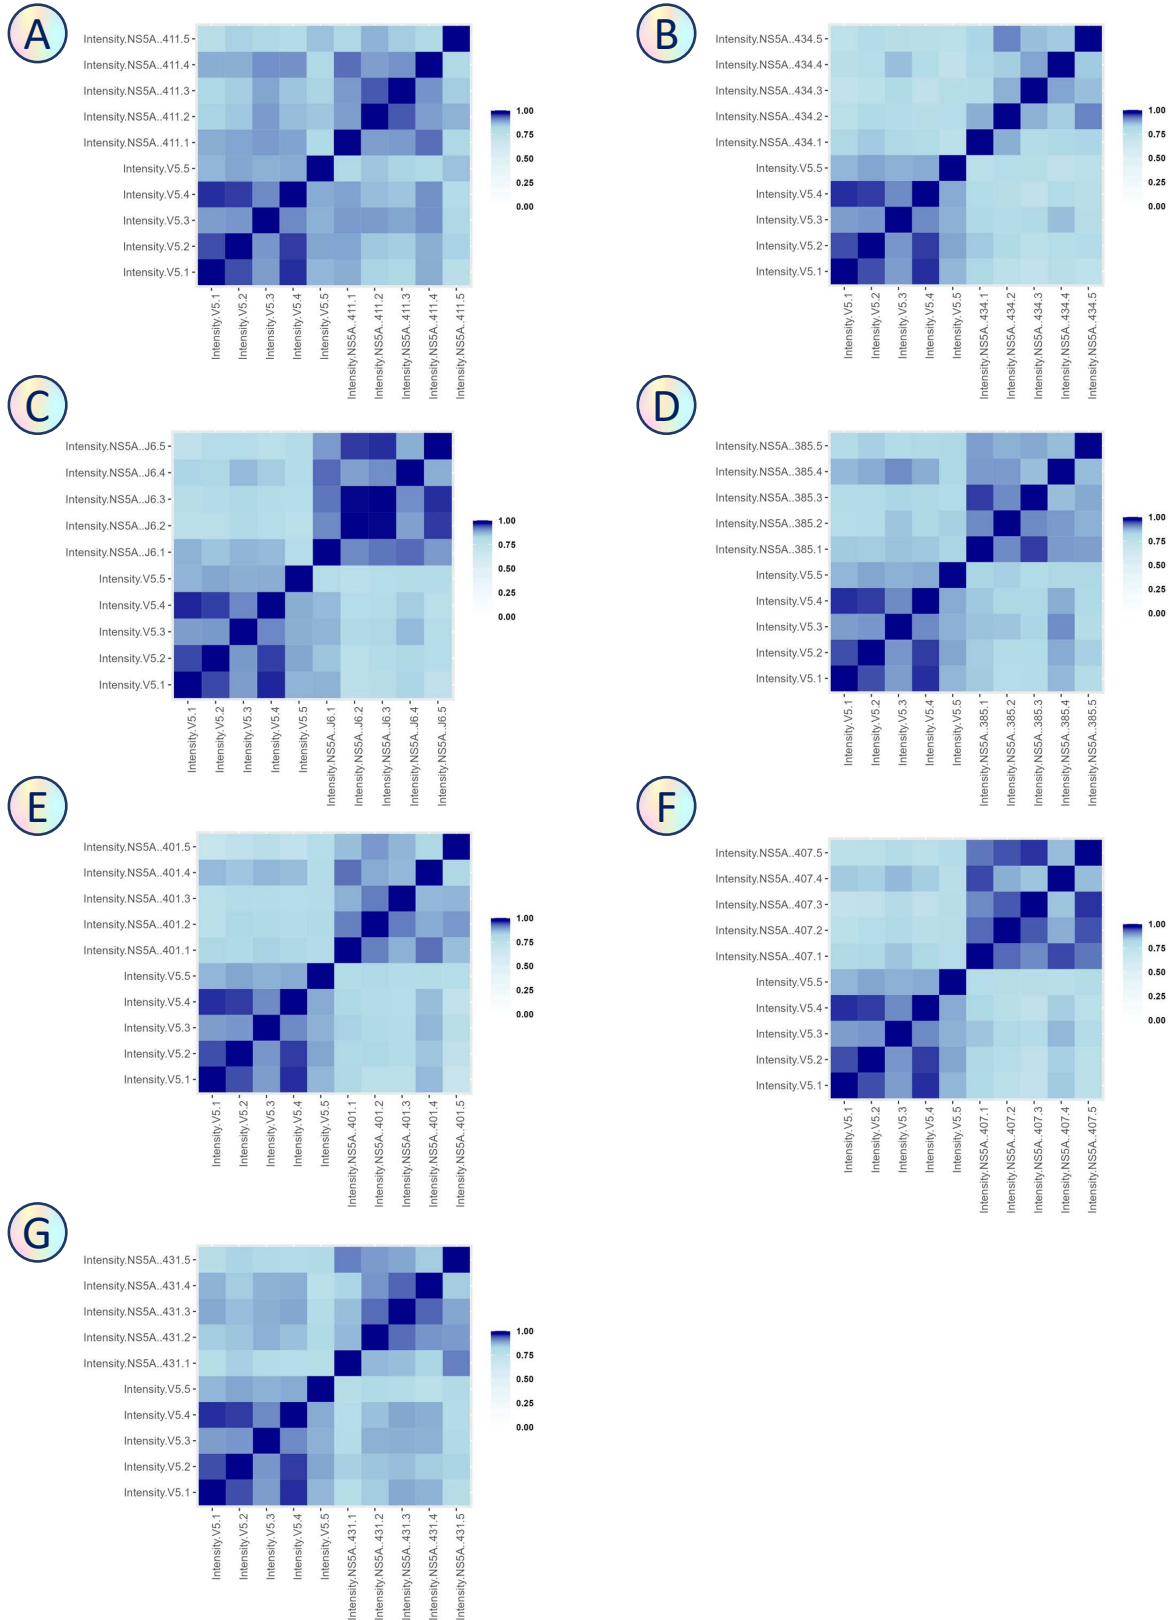 A
Intensity.NS5A..411.5
Intensity.NS5A..411.4
Intensity.NS5A..411.3
Intensity.NS5A..411.2
Intensity.NS5A..411.1
Intensity.V5.5
Intensity.V5.4
Intensity.V5.3
Intensity.V5.2
Intensity.V5.1
Intensity.V5.1
Intensity.V5.2
Intensity.V5.3
Intensity.V5.4
Intensity.V5.5
Intensity.NS5A..411.1
Intensity.NS5A..411.2
Intensity.NS5A..411.3
Intensity.NS5A..411.4
Intensity.NS5A..411.5
1.00
0.75
0.50
0.25
0.00
B
Intensity.NS5A..434.5
Intensity.NS5A..434.4
Intensity.NS5A..434.3
Intensity.NS5A..434.2
Intensity.NS5A..434.1
Intensity.V5.5
Intensity.V5.4
Intensity.V5.3
Intensity.V5.2
Intensity.V5.1
Intensity.V5.1
Intensity.V5.2
Intensity.V5.3
Intensity.V5.4
Intensity.V5.5
Intensity.NS5A..434.1
Intensity.NS5A..434.2
Intensity.NS5A..434.3
Intensity.NS5A..434.4
Intensity.NS5A..434.5
1.00
0.75
0.50
0.25
0.00
C
Intensity.NS5A..J6.5
Intensity.NS5A..J6.4
Intensity.NS5A..J6.3
Intensity.NS5A..J6.2
Intensity.NS5A..J6.1
Intensity.V5.5
Intensity.V5.4
Intensity.V5.3
Intensity.V5.2
Intensity.V5.1
Intensity.V5.1
Intensity.V5.2
Intensity.V5.3
Intensity.V5.4
Intensity.V5.5
Intensity.NS5A..J6.1
Intensity.NS5A..J6.2
Intensity.NS5A..J6.3
Intensity.NS5A..J6.4
Intensity.NS5A..J6.5
1.00
0.75
0.50
0.25
0.00
D
Intensity.NS5A..385.5
Intensity.NS5A..385.4
Intensity.NS5A..385.3
Intensity.NS5A..385.2
Intensity.NS5A..385.1
Intensity.V5.5
Intensity.V5.4
Intensity.V5.3
Intensity.V5.2
Intensity.V5.1
Intensity.V5.1
Intensity.V5.2
Intensity.V5.3
Intensity.V5.4
Intensity.V5.5
Intensity.NS5A..385.1
Intensity.NS5A..385.2
Intensity.NS5A..385.3
Intensity.NS5A..385.4
Intensity.NS5A..385.5
1.00
0.75
0.50
0.25
0.00
E
Intensity.NS5A..401.5
Intensity.NS5A..401.4
Intensity.NS5A..401.3
Intensity.NS5A..401.2
Intensity.NS5A..401.1
Intensity.V5.5
Intensity.V5.4
Intensity.V5.3
Intensity.V5.2
Intensity.V5.1
Intensity.V5.1
Intensity.V5.2
Intensity.V5.3
Intensity.V5.4
Intensity.V5.5
Intensity.NS5A..401.1
Intensity.NS5A..401.2
Intensity.NS5A..401.3
Intensity.NS5A..401.4
Intensity.NS5A..401.5
1.00
0.75
0.50
0.25
0.00
F
Intensity.NS5A..407.5
Intensity.NS5A..407.4
Intensity.NS5A..407.3
Intensity.NS5A..407.2
Intensity.NS5A..407.1
Intensity.V5.5
Intensity.V5.4
Intensity.V5.3
Intensity.V5.2
Intensity.V5.1
Intensity.V5.1
Intensity.V5.2
Intensity.V5.3
Intensity.V5.4
Intensity.V5.5
Intensity.NS5A..407.1
Intensity.NS5A..407.2
Intensity.NS5A..407.3
Intensity.NS5A..407.4
Intensity.NS5A..407.5
1.00
0.75
0.50
0.25
0.00
G
Intensity.NS5A..431.5
Intensity.NS5A..431.4
Intensity.NS5A..431.3
Intensity.NS5A..431.2
Intensity.NS5A..431.1
Intensity.V5.5
Intensity.V5.4
Intensity.V5.3
Intensity.V5.2
Intensity.V5.1
Intensity.V5.1
Intensity.V5.2
Intensity.V5.3
Intensity.V5.4
Intensity.V5.5
Intensity.NS5A..431.1
Intensity.NS5A..431.2
Intensity.NS5A..431.3
Intensity.NS5A..431.4
Intensity.NS5A..431.5
1.00
0.75
0.50
0.25
0.00